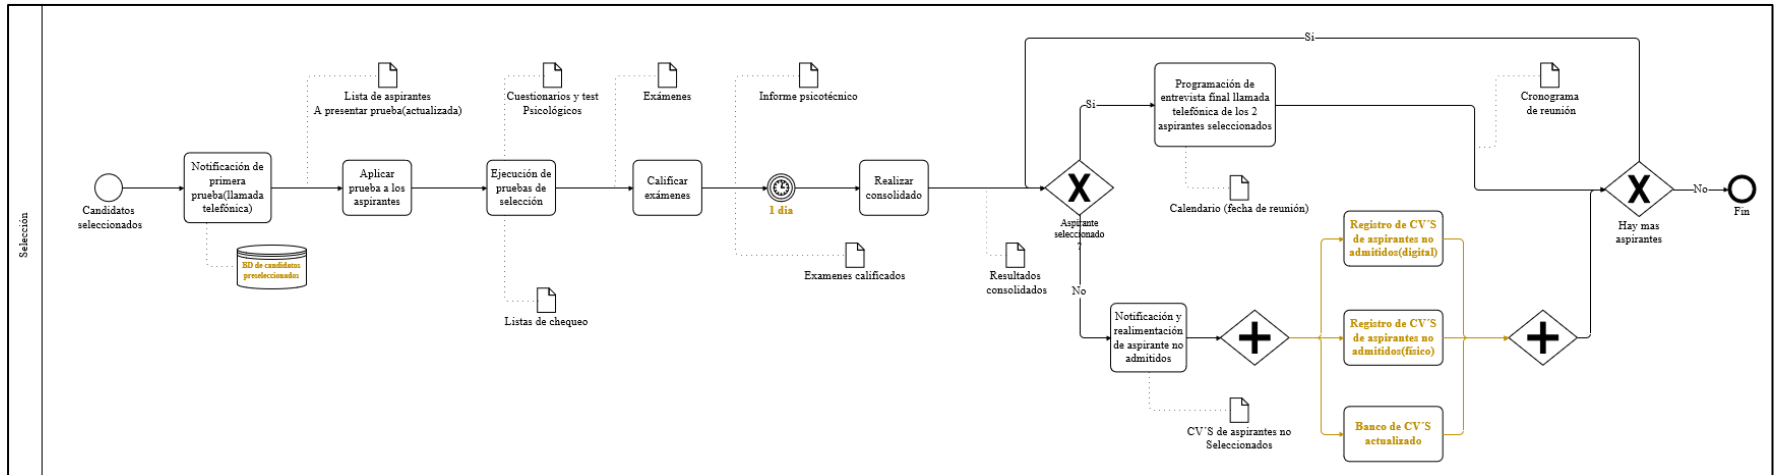 Selección
Candidatos
seleccionados
Notificación de
primera
prueba(llamada
telefónica)
BD de candidatos
preseleccionados
Lista de aspirantes
A presentar prueba(actualizada)
Aplicar
prueba a los
aspirantes
Cuestionarios y test
Psicológicos
Ejecución de
pruebas de
selección
Listas de chequeo
Exámenes
Calificar
exámenes
Informe psicotécnico
1 dia
Examenes calificados
Realizar
consolidado
Resultados
consolidados
X
Aspirante
seleccionado
?
Si
Si
No
Programación de
entrevista final llamada
telefónica de los 2
aspirantes seleccionados
Calendario (fecha de reunión)
Cronograma
de reunión
Notificación y
realimentación
de aspirante no
admitidos
CV´S de aspirantes no
Seleccionados
Registro de CV´S
de aspirantes no
admitidos(digital)
Registro de CV´S
de aspirantes no
admitidos(físico)
Banco de CV´S
actualizado
X
Hay mas
aspirantes
No
Fin